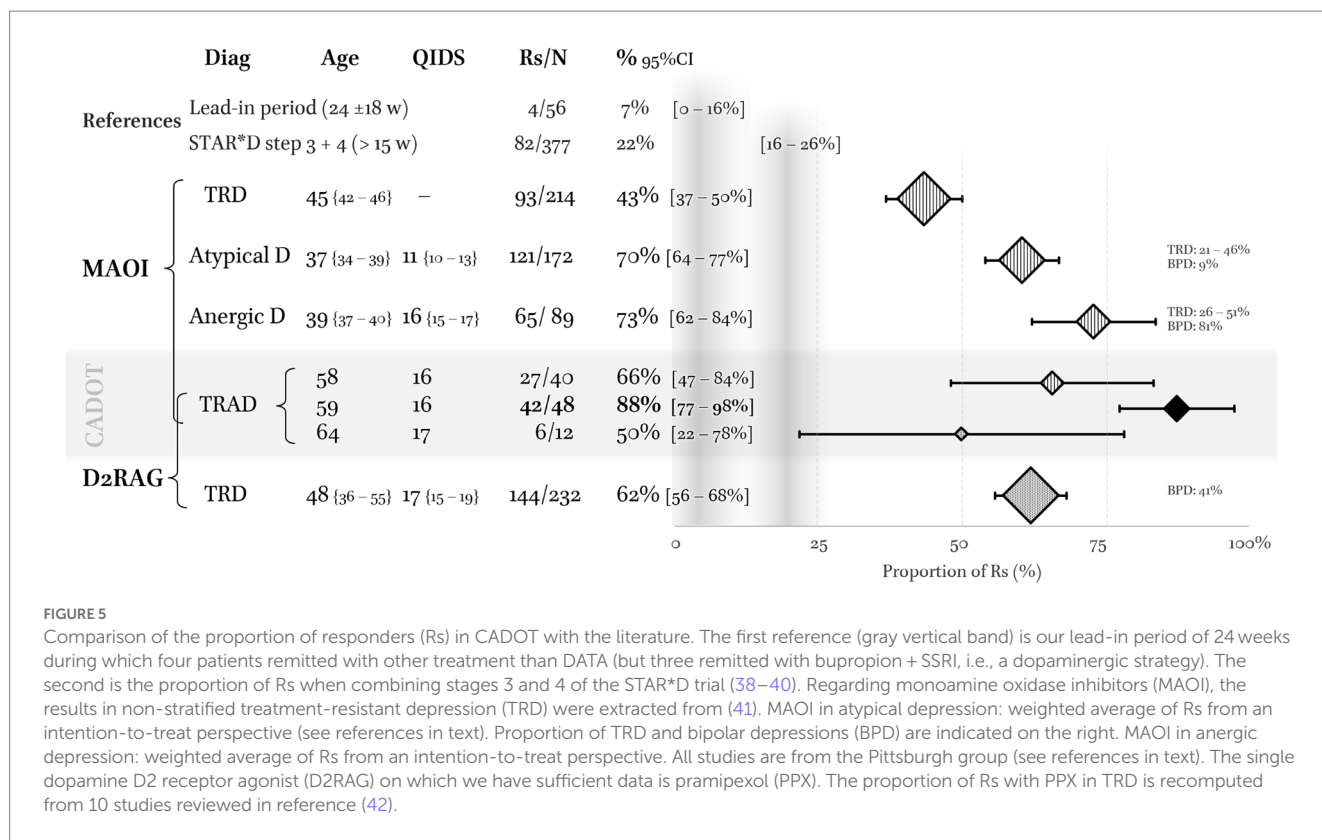 Diag Age QIDS Rs/N % 95%CI
References
Lead-in period (24 ±18 w) 4/56 7% [0 – 16%]
STAR*D step 3 + 4 (> 15 w) 82/377 22% [16 – 26%]
MAOI
TRD 45 {42 – 46} – 93/214 43% [37 – 50%]
Atypical D 37 {34 – 39} 11 {10 – 13} 121/172 70% [64 – 77%]
TRD: 21 – 46%
BPD: 9%
Anergic D 39 {37 – 40} 16 {15 – 17} 65/ 89 73% [62 – 84%]
TRD: 26 – 51%
BPD: 81%
CADOT
TRAD
58 16 27/40 66% [47 – 84%]
59 16 42/48 88% [77 – 98%]
64 17 6/12 50% [22 – 78%]
D2RAG
TRD 48 {36 – 55} 17 {15 – 19} 144/232 62% [56 – 68%]
BPD: 41%
0 25 50 75 100%
Proportion of Rs (%)
FIGURE 5
Comparison of the proportion of responders (Rs) in CADOT with the literature. The first reference (gray vertical band) is our lead-in period of 24 weeks
during which four patients remitted with other treatment than DATA (but three remitted with bupropion + SSRI, i.e., a dopaminergic strategy). The
second is the proportion of Rs when combining stages 3 and 4 of the STAR*D trial (38–40). Regarding monoamine oxidase inhibitors (MAOI), the
results in non-stratified treatment-resistant depression (TRD) were extracted from (41). MAOI in atypical depression: weighted average of Rs from an
intention-to-treat perspective (see references in text). Proportion of TRD and bipolar depressions (BPD) are indicated on the right. MAOI in anergic
depression: weighted average of Rs from an intention-to-treat perspective. All studies are from the Pittsburgh group (see references in text). The single
dopamine D2 receptor agonist (D2RAG) on which we have sufficient data is pramipexol (PPX). The proportion of Rs with PPX in TRD is recomputed
from 10 studies reviewed in reference (42).